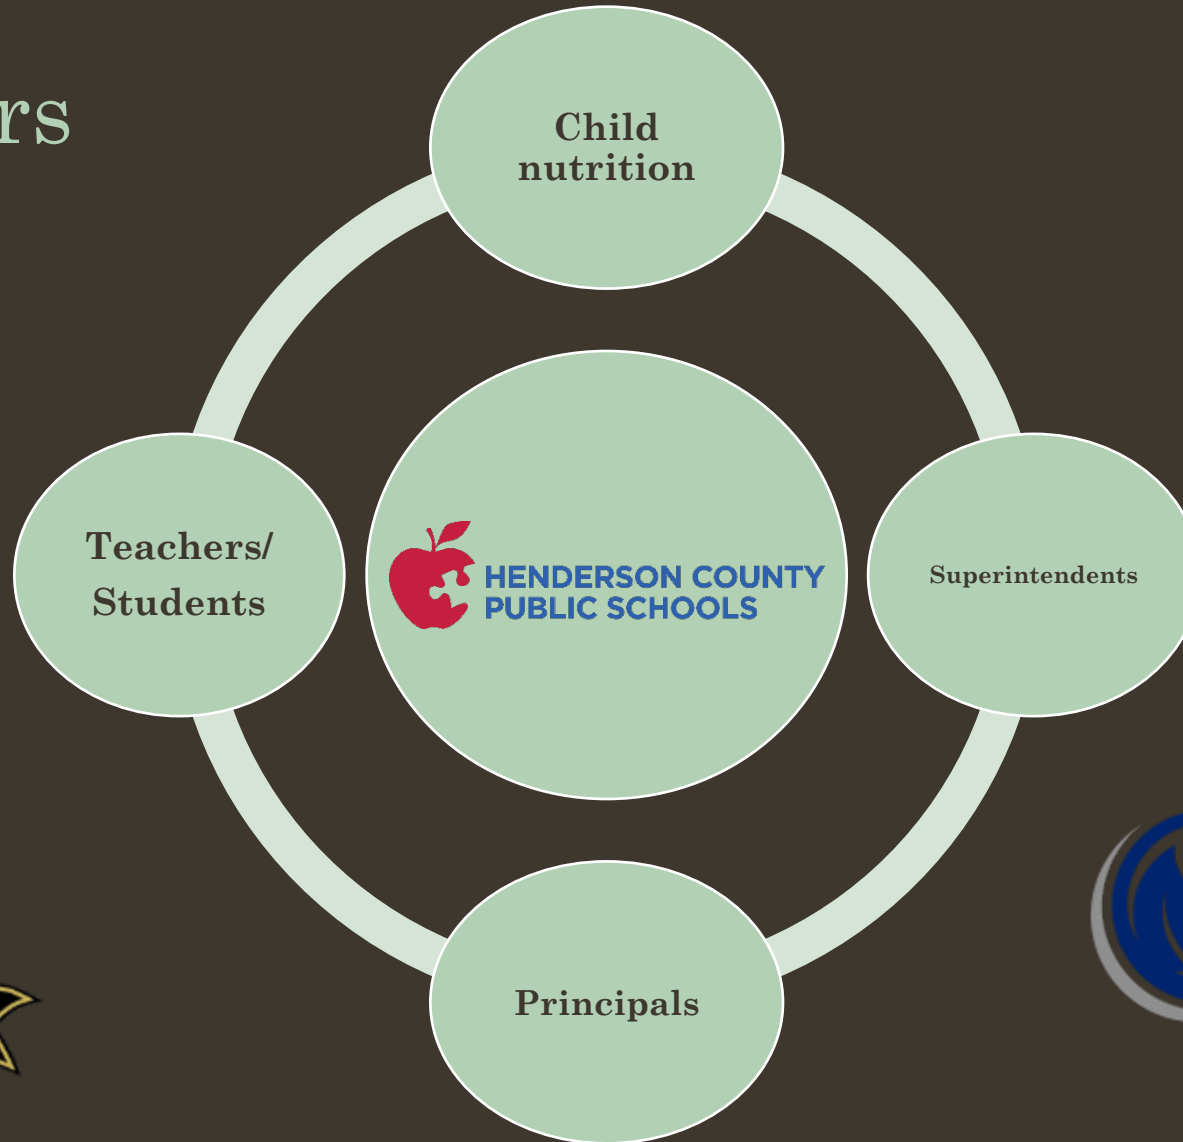 rs
Child
nutrition
Teachers/
Students
HENDERSON COUNTY
PUBLIC SCHOOLS
Superintendents
Principals